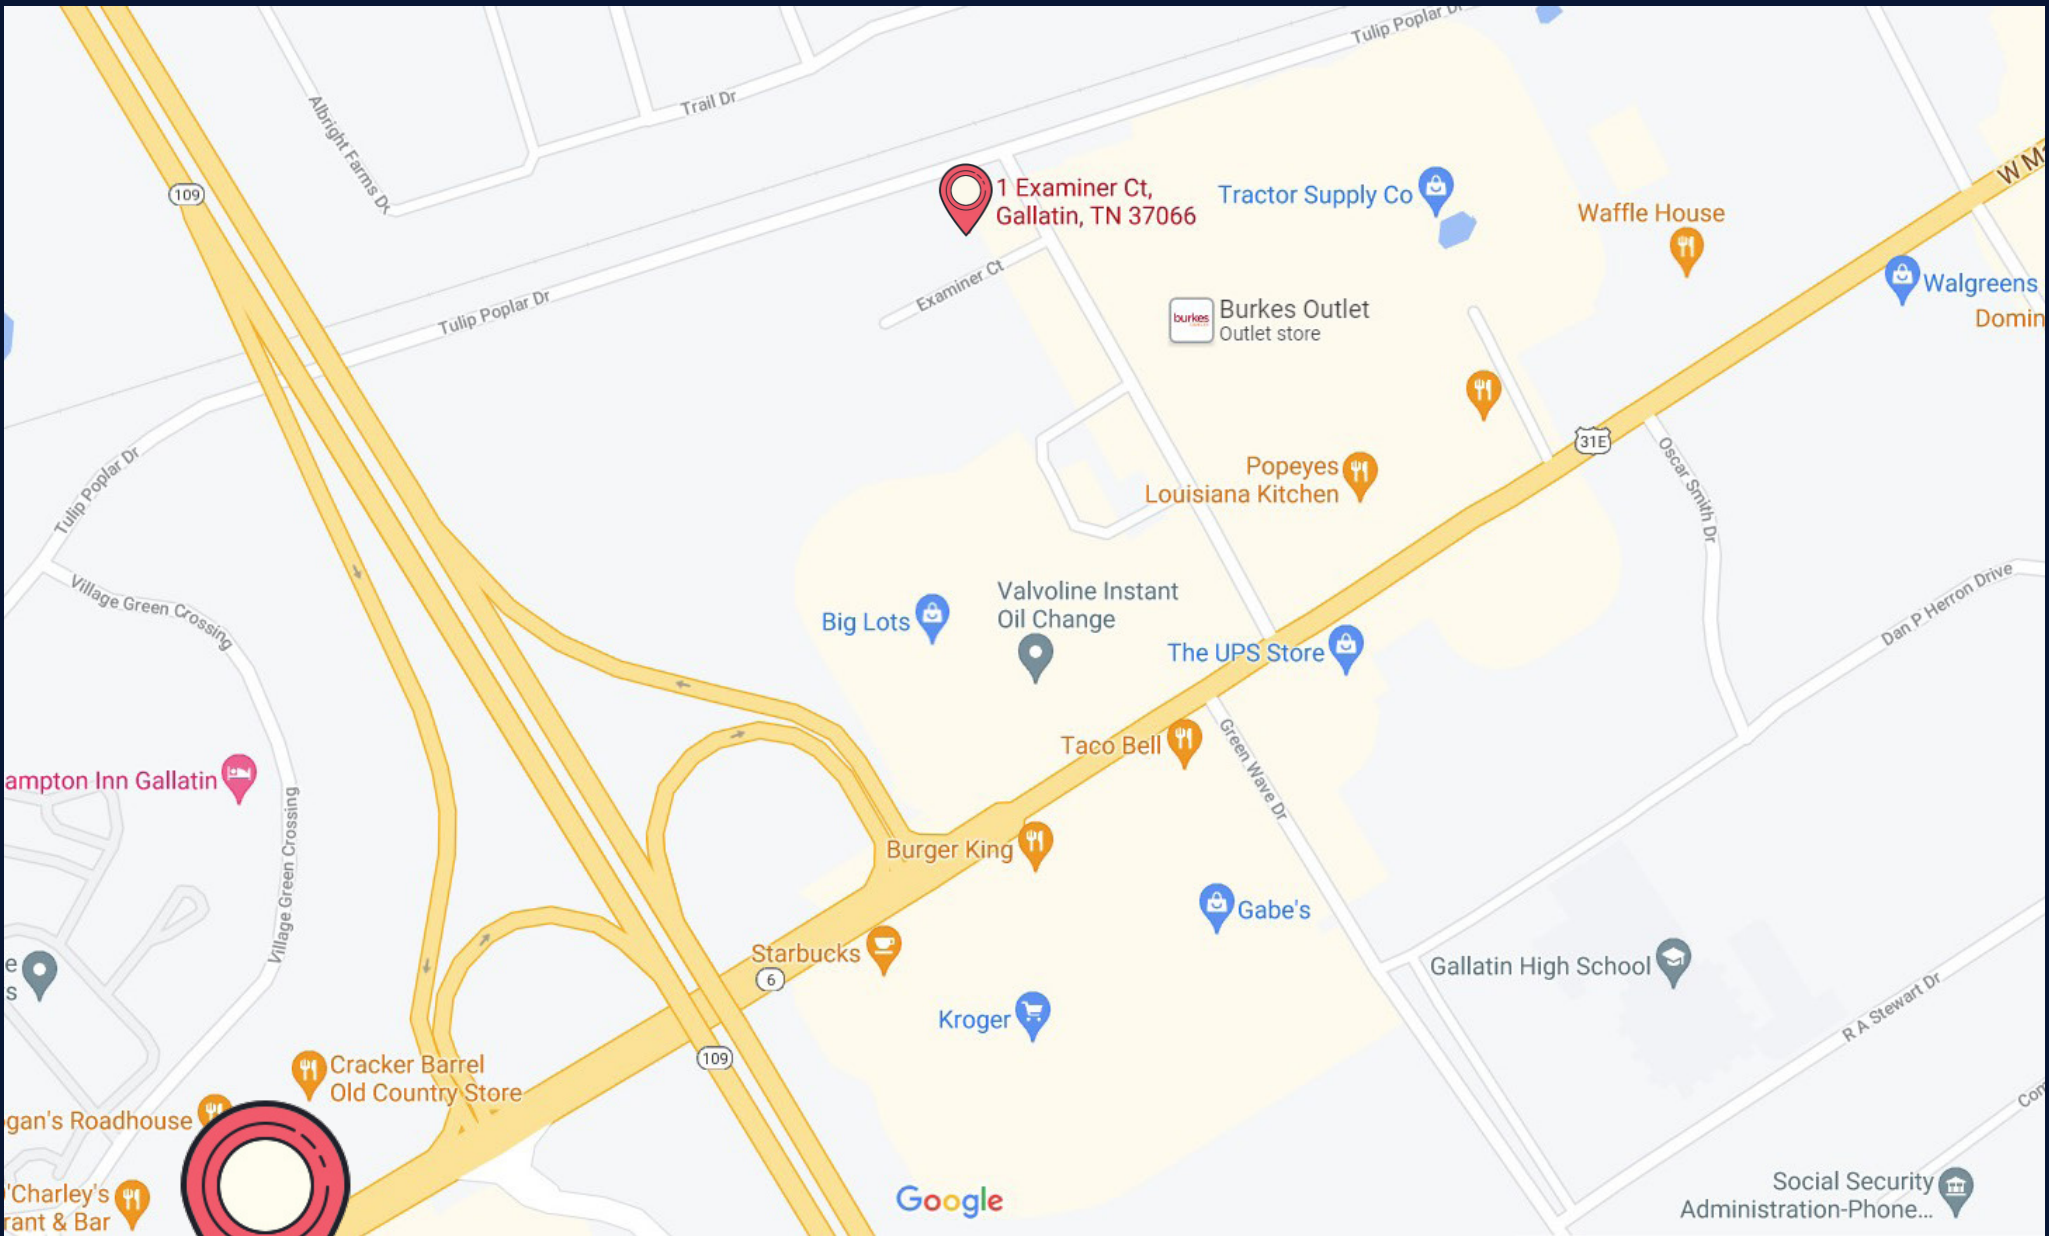 Tulip Poplar Dr
Albright Farms Dr
Trail Dr
109
1 Examiner Ct,
Gallatin, TN 37066
Tractor Supply Co
Waffle House
W Ma
Walgreens
Domin
Examiner Ct
Tulip Poplar Dr
burkes
Burkes Outlet
Outlet store
31E
Tulip Poplar Dr
Popeyes
Louisiana Kitchen
Oscar Smith Dr
Village Green Crossing
Valvoline Instant
Oil Change
Big Lots
The UPS Store
Dan P Herron Drive
Taco Bell
Green Wave Dr
ampton Inn Gallatin
Village Green Crossing
Burger King
Gabe's
Starbucks
6
Gallatin High School
e
s
Kroger
R A Stewart Dr
109
Cracker Barrel
Old Country Store
gan's Roadhouse
Com
'Charley's
rant & Bar
Google
Social Security
Administration-Phone...